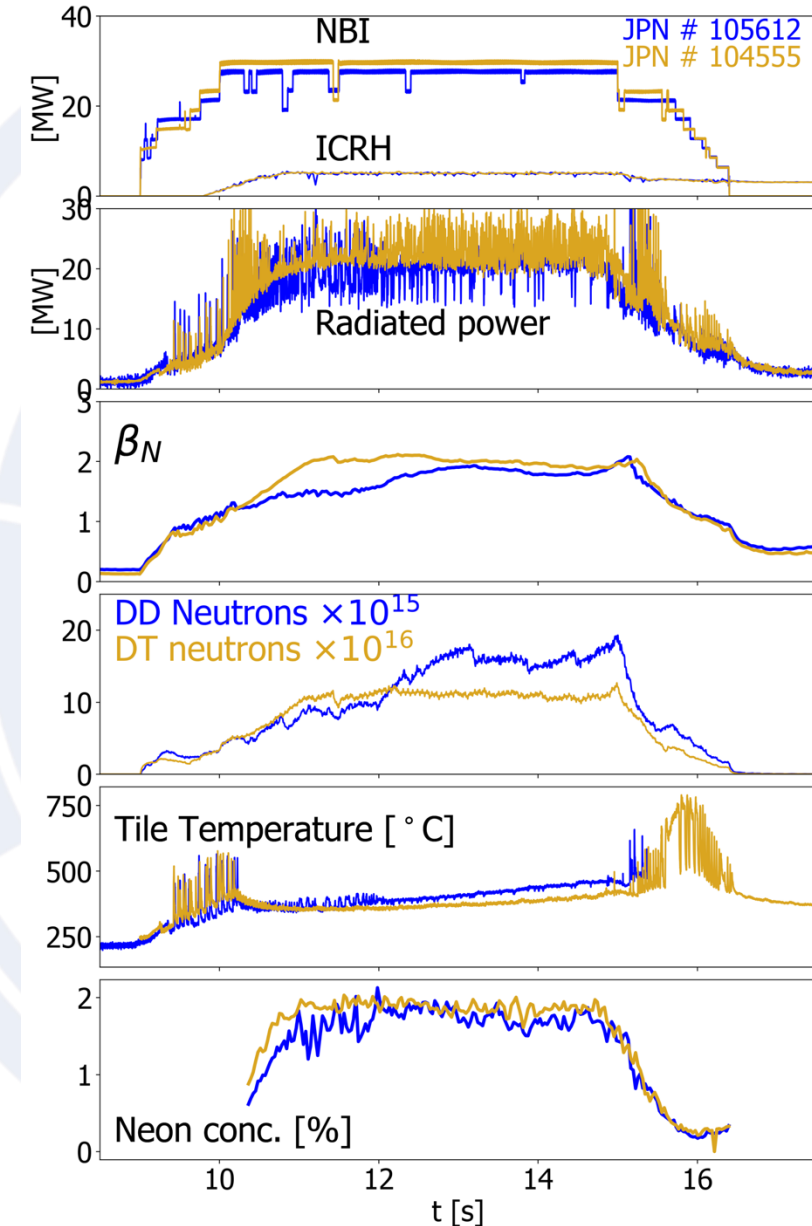 40
NBI
JPN # 105612
JPN # 104555
[MW]
20
ICRH
0
30
20
[MW]
10
Radiated power
0
3
β_N
2
1
0
DD Neutrons ×10^15
20
DT neutrons ×10^16
10
0
750
Tile Temperature [°C]
500
250
2
1
Neon conc. [%]
0
10 12 14 16
t [s]